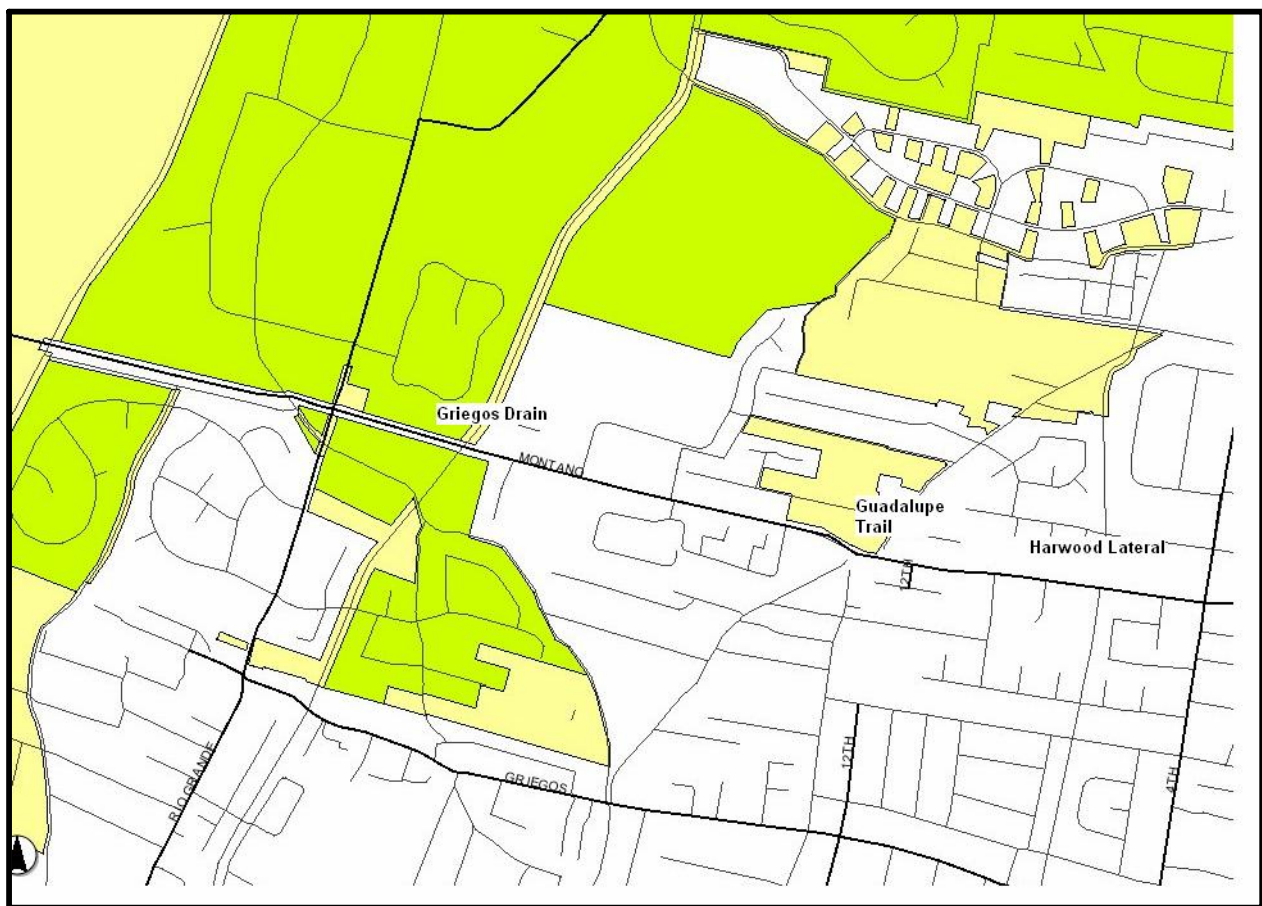 Griegos Drain
MONTANO
Guadalupe
Trail
Harwood Lateral
12TH
RIO GRANDE
GRIEGOS
12TH
4TH